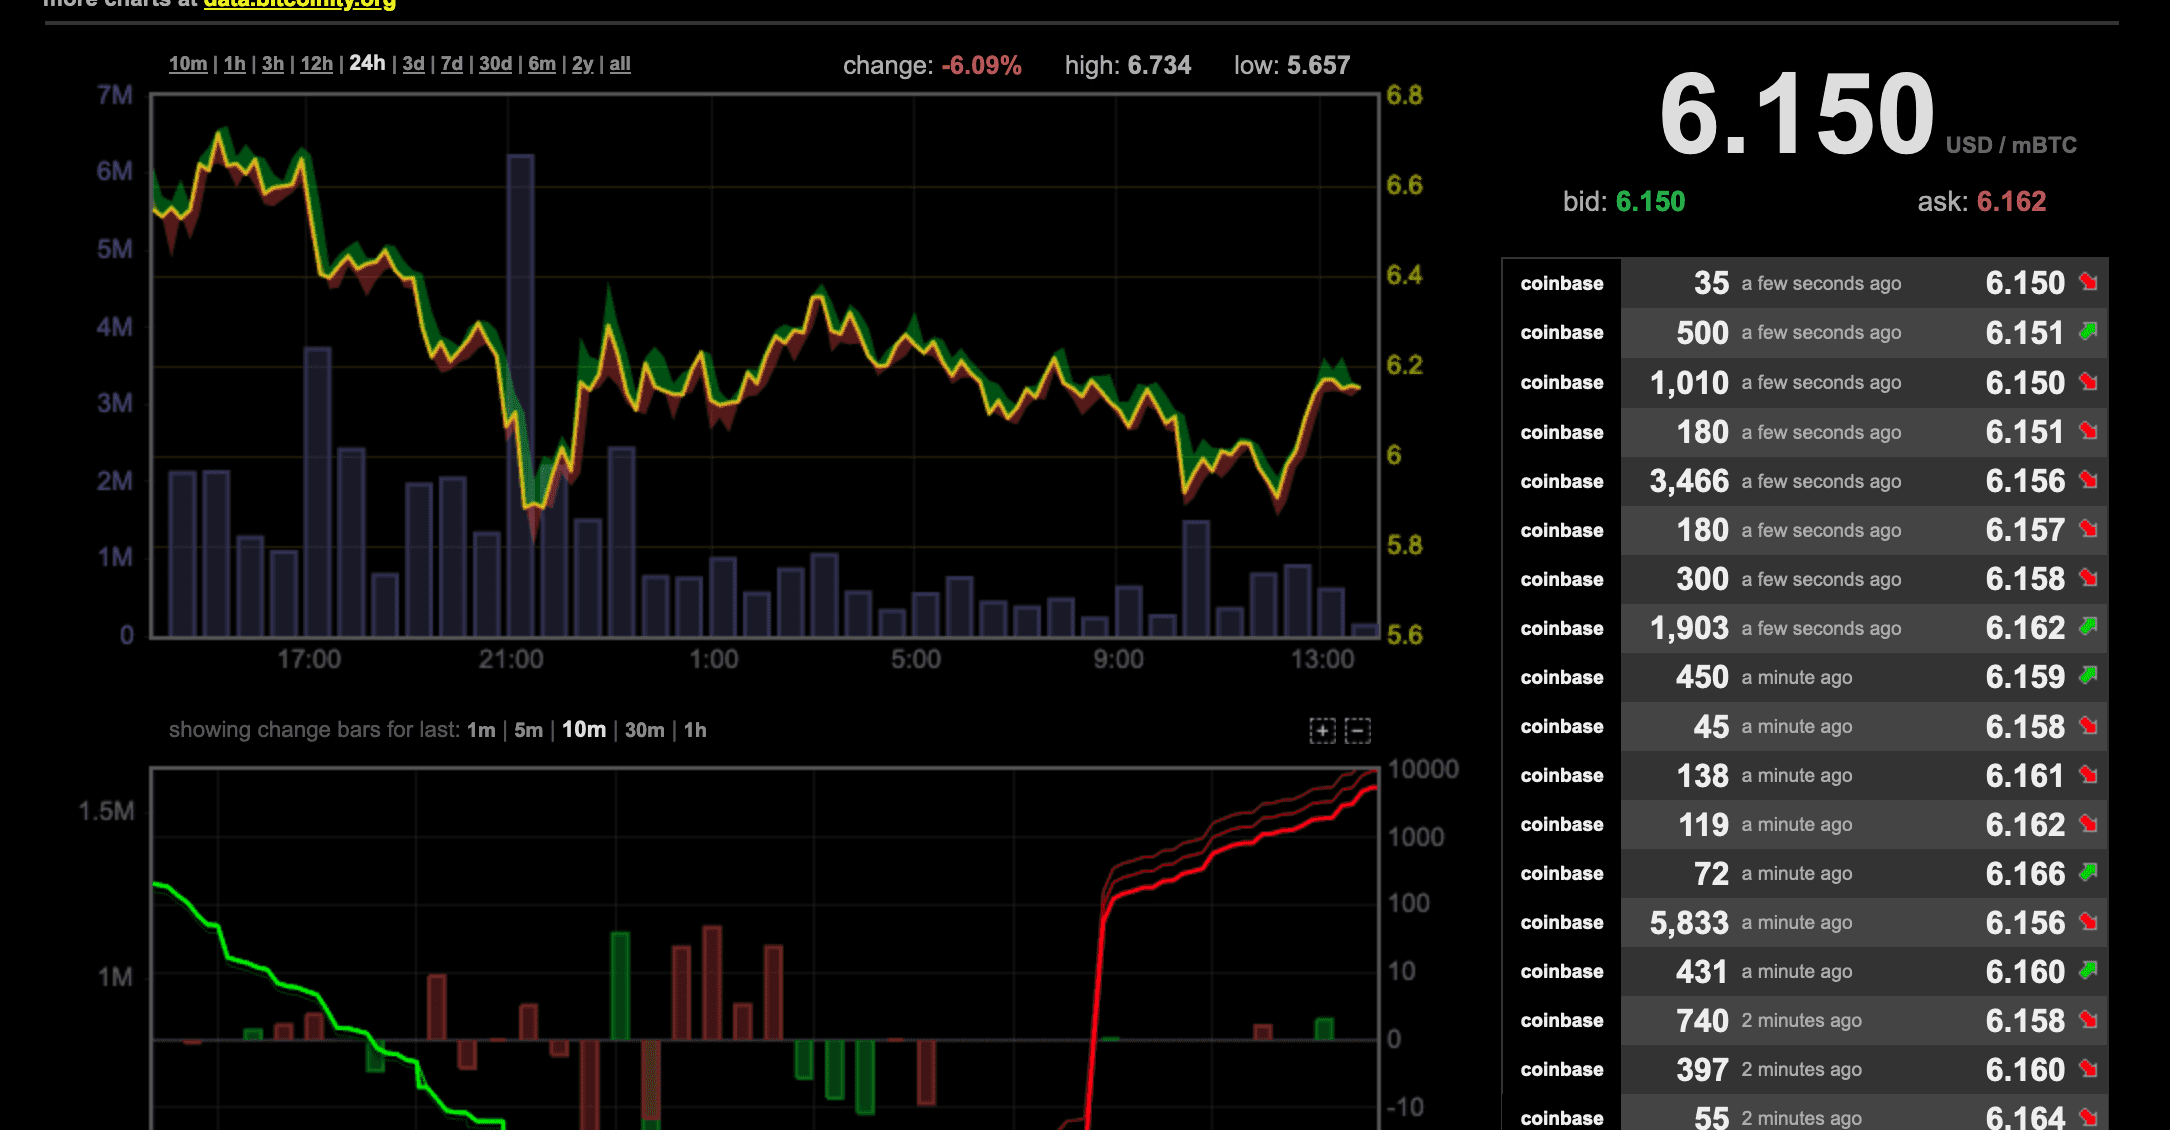 more charts at data.bitcoinity.org
10m | 1h | 3h | 12h | 24h | 3d | 7d | 30d | 6m | 2y | all
change: -6.09% high: 6.734 low: 5.657
7M
6M
5M
4M
3M
2M
1M
0
6.8
6.6
6.4
6.2
6
5.8
5.6
17:00 21:00 1:00 5:00 9:00 13:00
showing change bars for last: 1m | 5m | 10m | 30m | 1h
+ −
1.5M
1M
10000
1000
100
10
0
-10
6.150 USD / mBTC
bid: 6.150 ask: 6.162
coinbase 35 a few seconds ago 6.150
coinbase 500 a few seconds ago 6.151
coinbase 1,010 a few seconds ago 6.150
coinbase 180 a few seconds ago 6.151
coinbase 3,466 a few seconds ago 6.156
coinbase 180 a few seconds ago 6.157
coinbase 300 a few seconds ago 6.158
coinbase 1,903 a few seconds ago 6.162
coinbase 450 a minute ago 6.159
coinbase 45 a minute ago 6.158
coinbase 138 a minute ago 6.161
coinbase 119 a minute ago 6.162
coinbase 72 a minute ago 6.166
coinbase 5,833 a minute ago 6.156
coinbase 431 a minute ago 6.160
coinbase 740 2 minutes ago 6.158
coinbase 397 2 minutes ago 6.160
coinbase 55 2 minutes ago 6.164